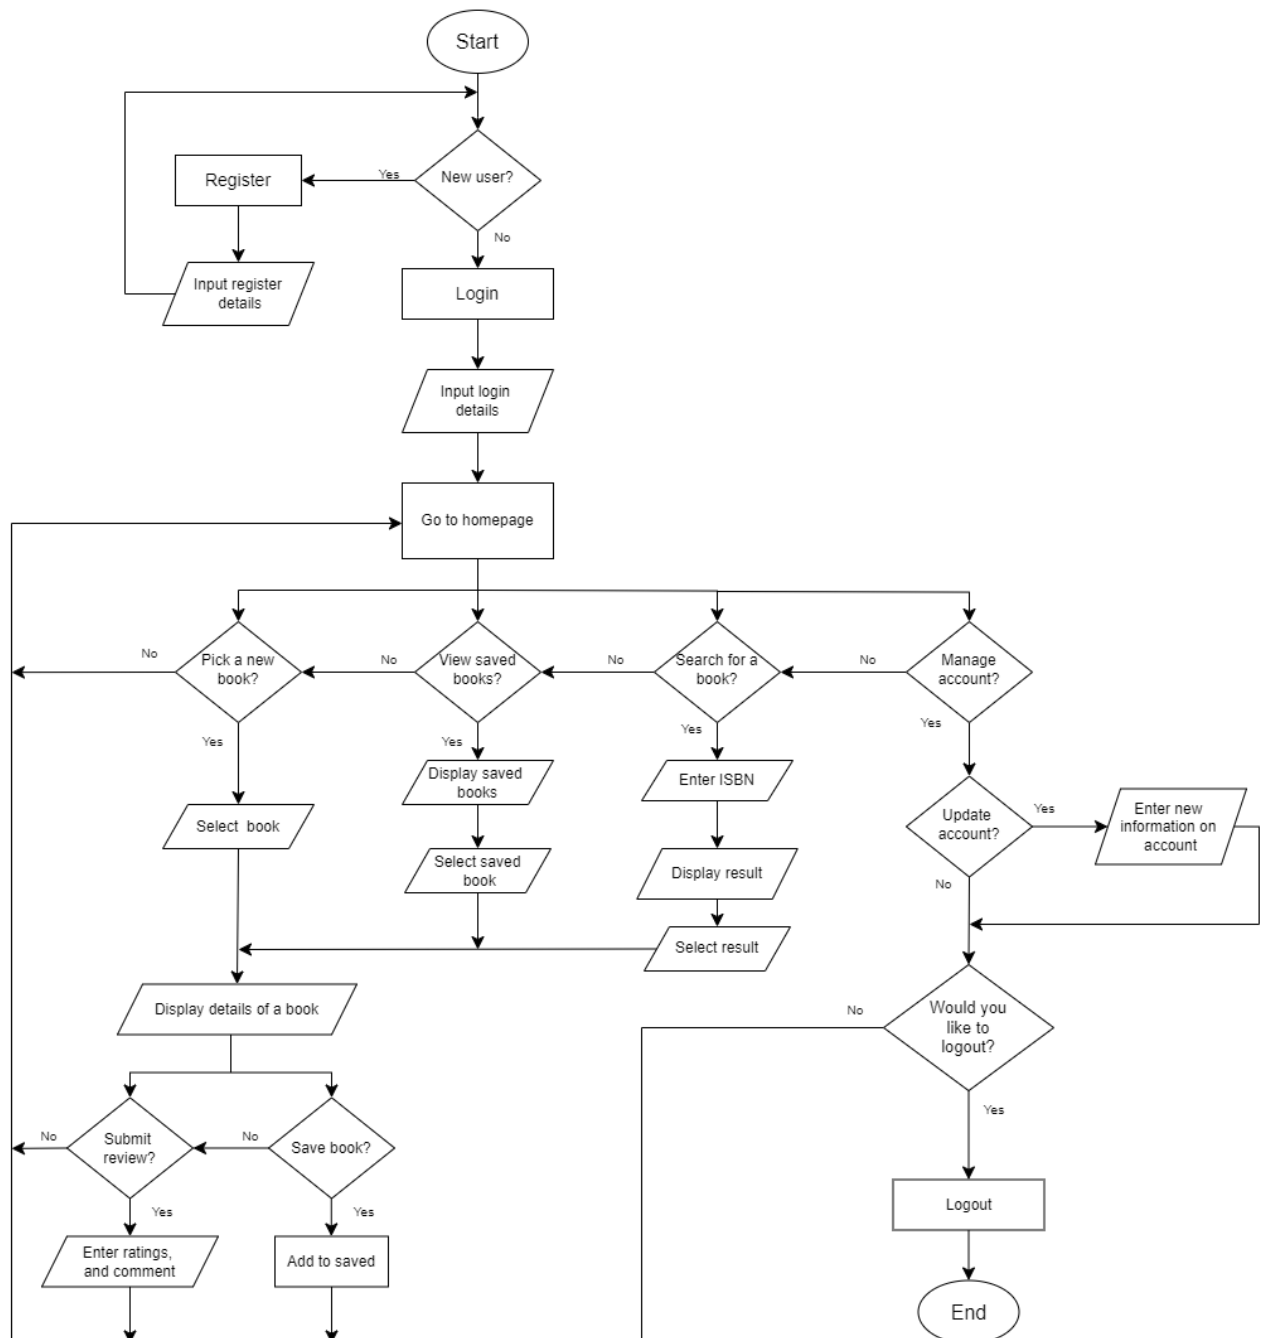 Start
New user?
Yes
Register
No
Input register
details
Login
Input login
details
Go to homepage
Pick a new
book?
No
View saved
books?
No
Search for a
book?
No
Manage
account?
No
Yes
Yes
Yes
Yes
Display saved
books
Enter ISBN
Select  book
Update
account?
Yes
Enter new
information on
account
Select saved
book
Display result
No
Select result
Display details of a book
Would you
like to
logout?
No
Yes
Submit
review?
No
Save book?
No
Yes
Yes
Logout
Enter ratings,
and comment
Add to saved
End